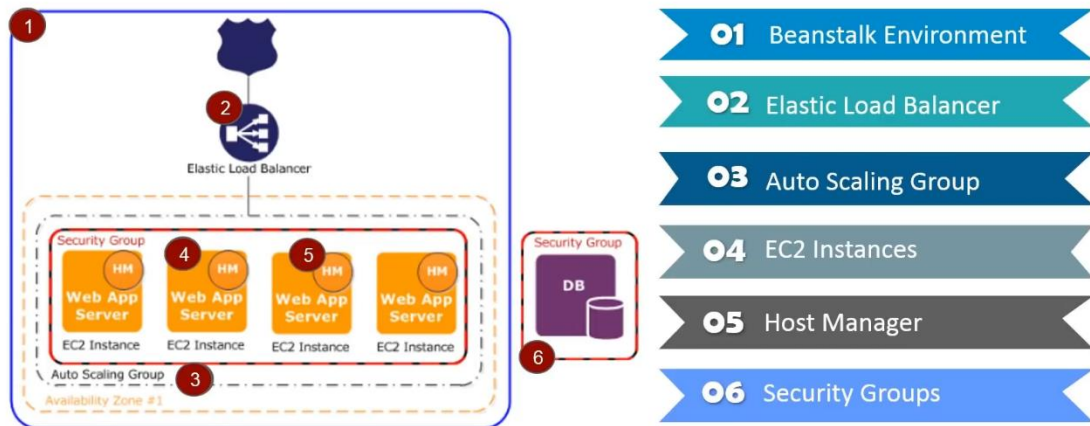 1
2
Elastic Load Balancer
Security Group
4
5
HM
HM
HM
HM
Web App
Server
Web App
Server
Web App
Server
Web App
Server
EC2 Instance
EC2 Instance
EC2 Instance
EC2 Instance
Auto Scaling Group
3
Availability Zone #1
Security Group
DB
6
01 Beanstalk Environment
02 Elastic Load Balancer
03 Auto Scaling Group
04 EC2 Instances
05 Host Manager
06 Security Groups